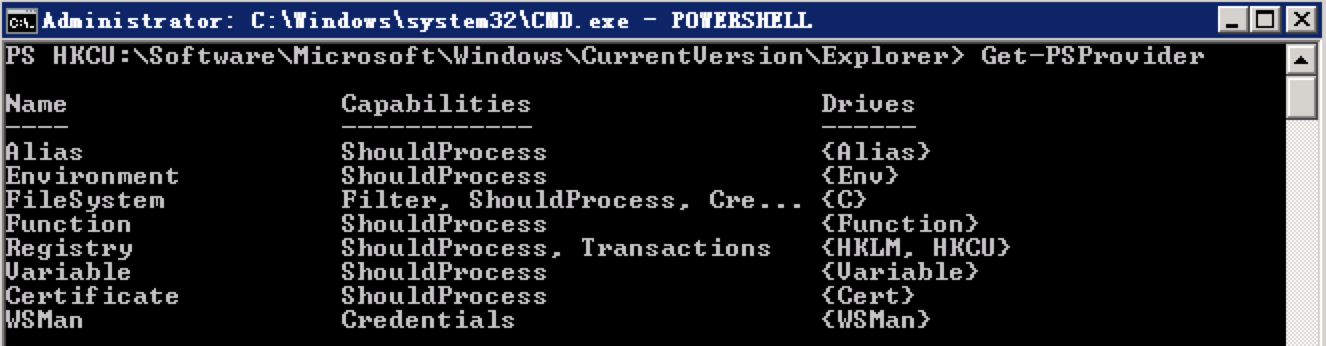 Administrator: C:\Windows\system32\CMD.exe - POWERSHELL
PS HKCU:\Software\Microsoft\Windows\CurrentVersion\Explorer> Get-PSProvider
Name Capabilities Drives
---- ------------ ------
Alias ShouldProcess {Alias}
Environment ShouldProcess {Env}
FileSystem Filter, ShouldProcess, Cre... {C}
Function ShouldProcess {Function}
Registry ShouldProcess, Transactions {HKLM, HKCU}
Variable ShouldProcess {Variable}
Certificate ShouldProcess {Cert}
WSMan Credentials {WSMan}